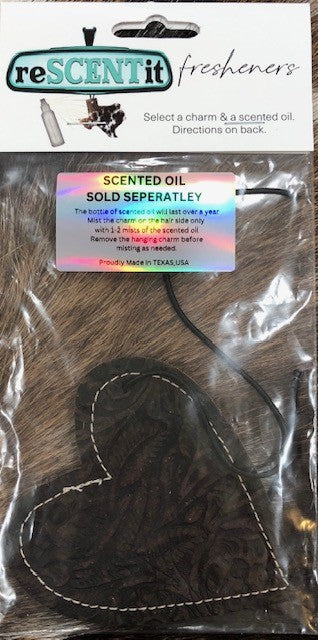 reSCENTit fresheners
Select a charm & a scented oil.
Directions on back.
SCENTED OIL
SOLD SEPERATLEY
The bottle of scented oil will last over a year
Mist the charm on the hair side only
with 1-2 mists of the scented oil
Remove the hanging charm before
misting as needed.
Proudly Made In TEXAS,USA